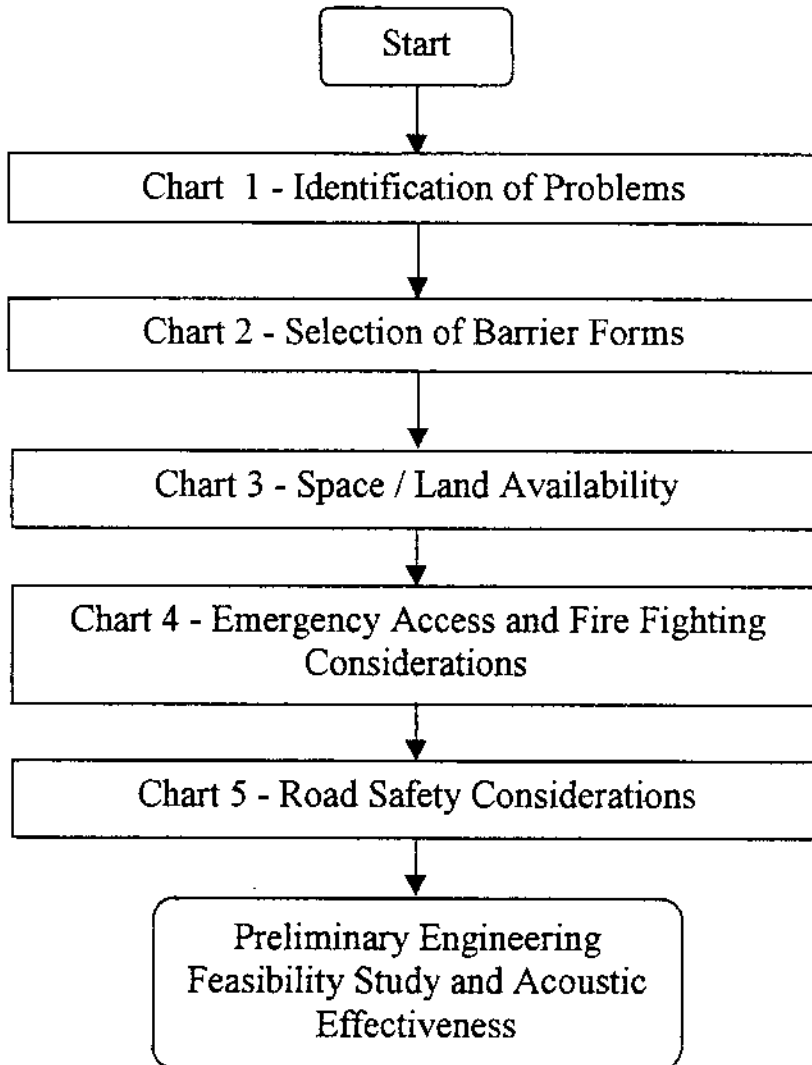 Start
Chart 1 - Identification of Problems
Chart 2 - Selection of Barrier Forms
Chart 3 - Space / Land Availability
Chart 4 - Emergency Access and Fire Fighting
Considerations
Chart 5 - Road Safety Considerations
Preliminary Engineering
Feasibility Study and Acoustic
Effectiveness